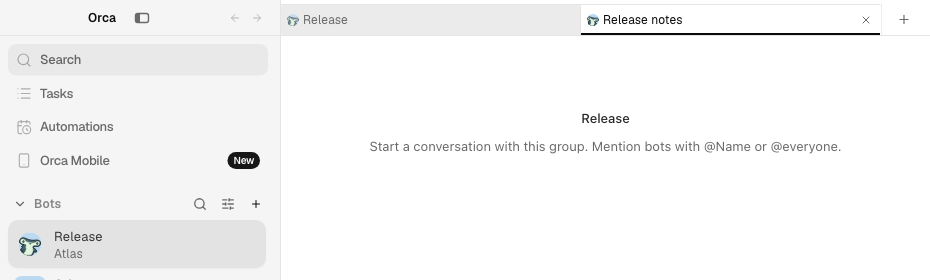 Orca
Release
Release notes
Search
Tasks
Automations
Orca Mobile
New
Bots
Release
Atlas
Release
Start a conversation with this group. Mention bots with @Name or @everyone.